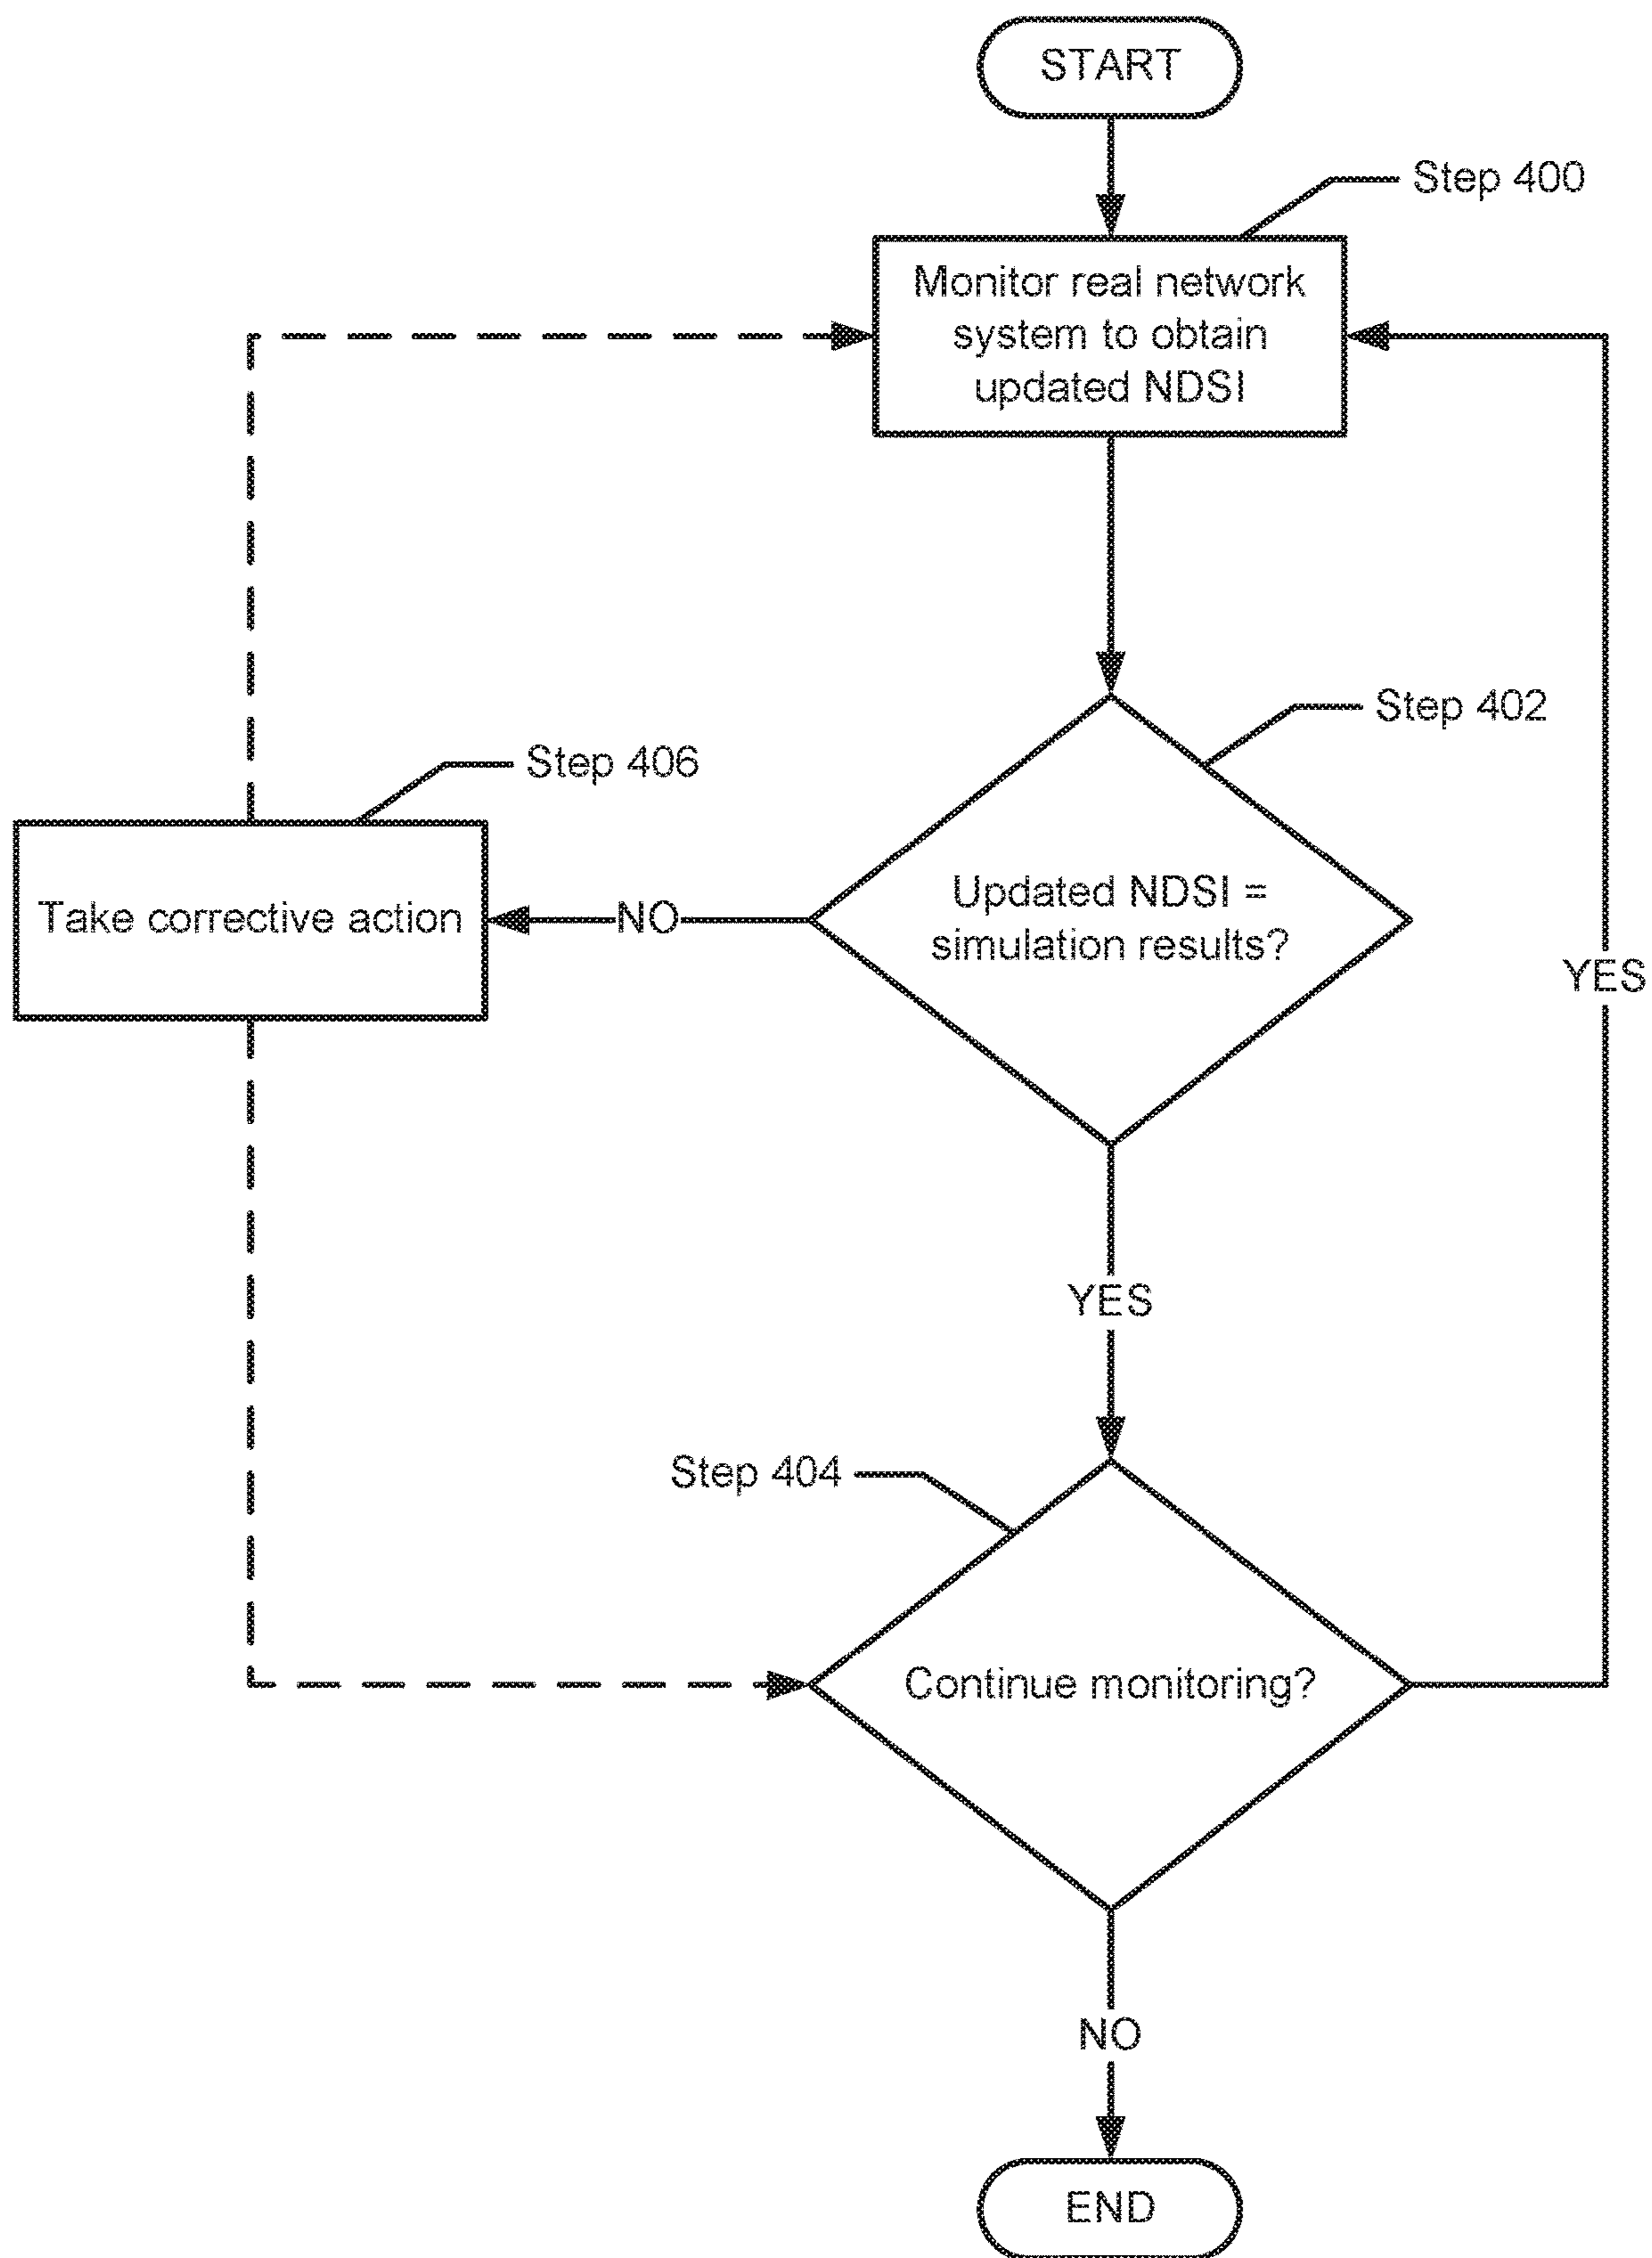 START
Step 400
Monitor real network
system to obtain
updated NDSI
Step 402
Step 406
Updated NDSI =
simulation results?
Take corrective action
NO
YES
YES
Step 404
Continue monitoring?
NO
END